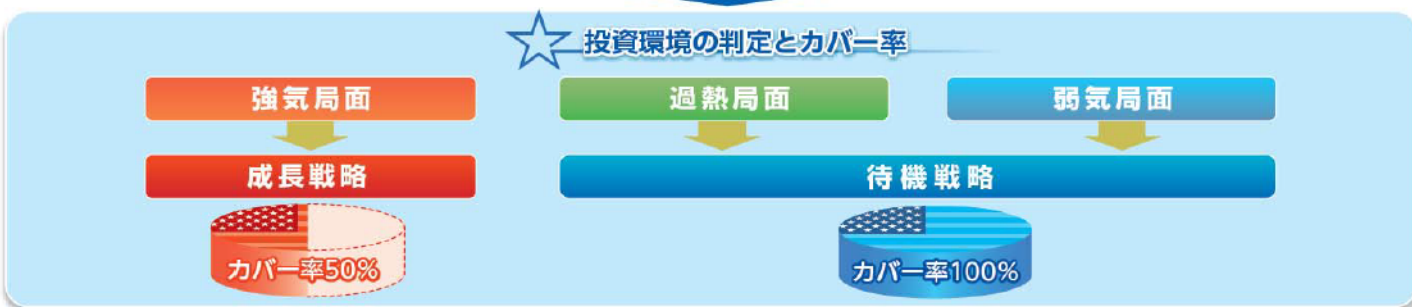 投資環境の判定とカバー率
強気局面
過熱局面
弱気局面
成長戦略
待機戦略
カバー率50%
カバー率100%